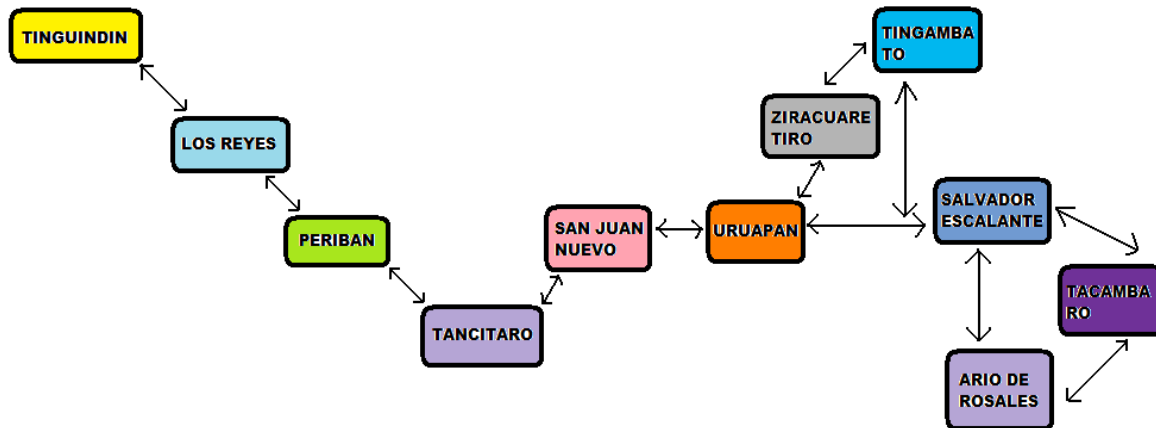 TINGUINDIN
LOS REYES
PERIBAN
TANCITARO
SAN JUAN
NUEVO
URUAPAN
ZIRACUARE
TIRO
TINGAMBA
TO
SALVADOR
ESCALANTE
TACAMBA
RO
ARIO DE
ROSALES